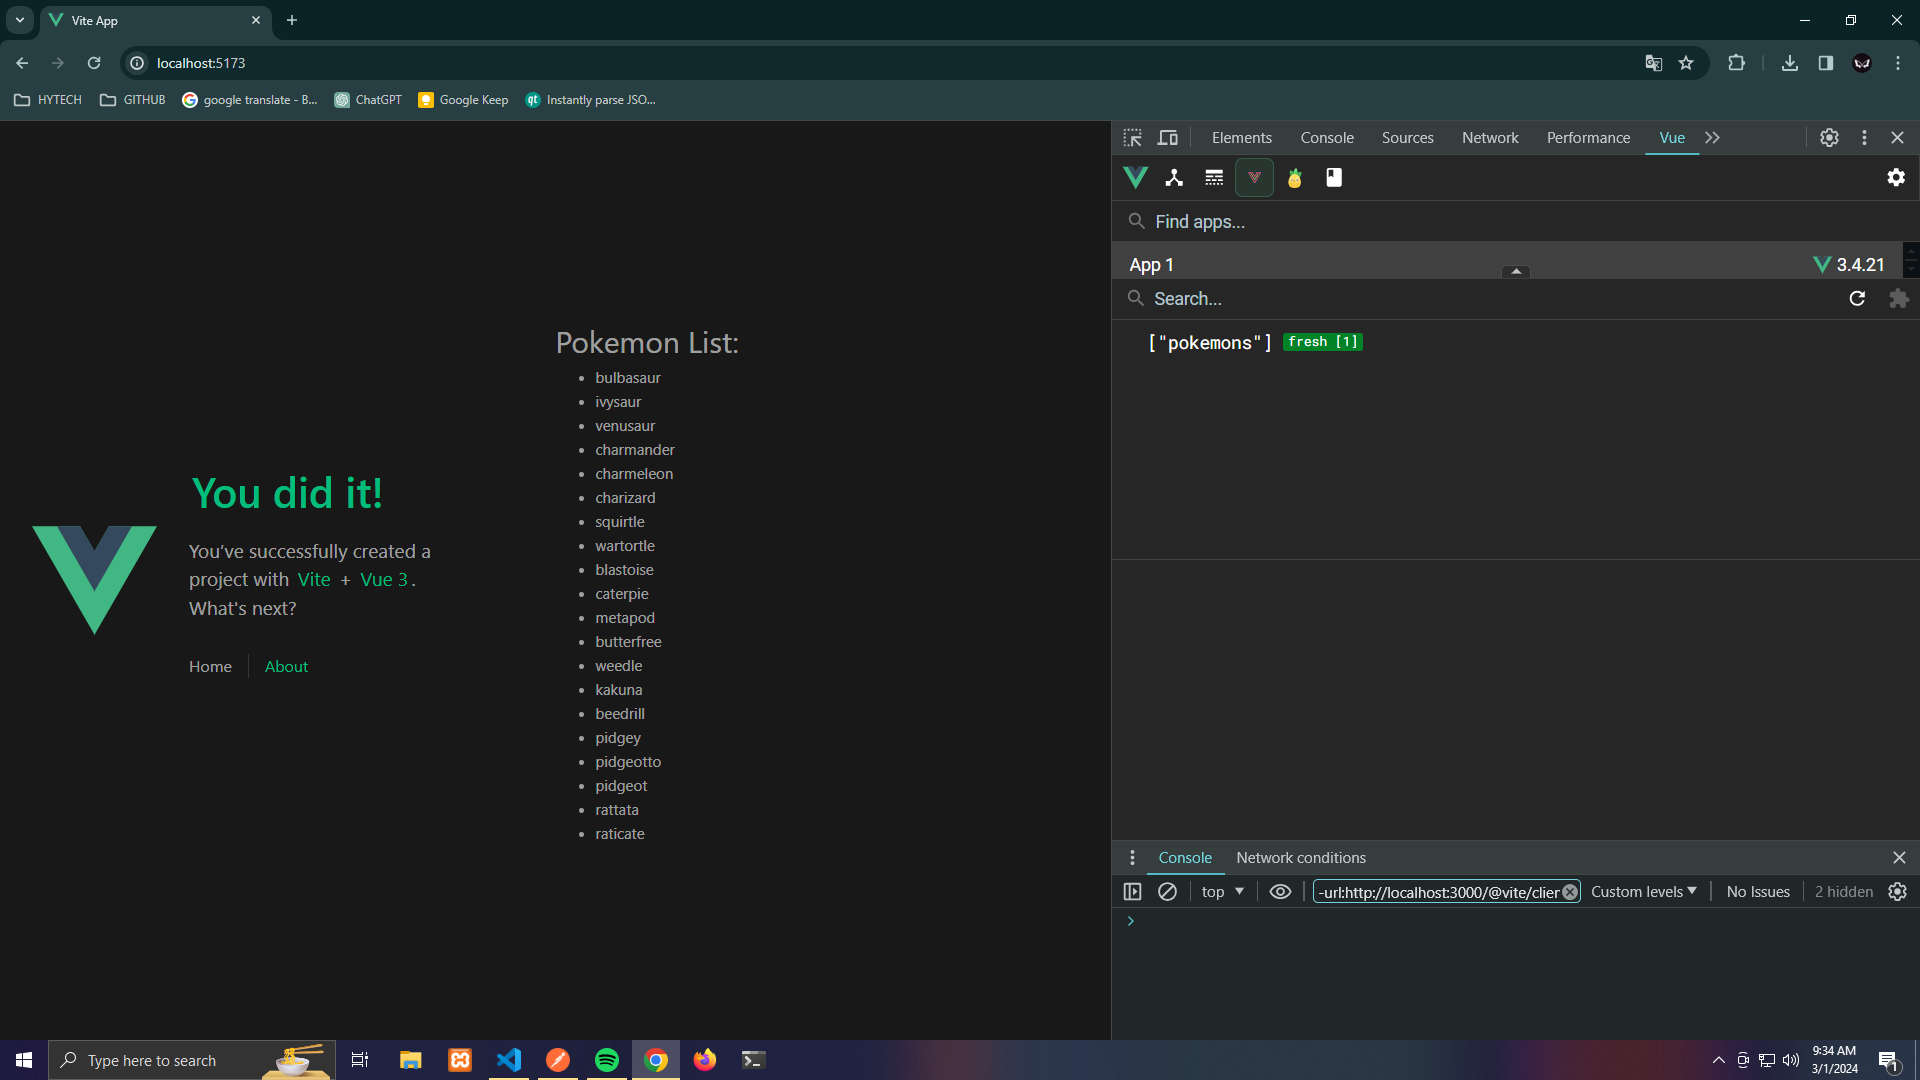 Vite App
localhost:5173
HYTECH
GITHUB
google translate - B...
ChatGPT
Google Keep
qt
Instantly parse JSO...
Elements
Console
Sources
Network
Performance
Vue
Find apps...
App 1
3.4.21
Search...
["pokemons"]
fresh [1]
Pokemon List:
bulbasaur
ivysaur
venusaur
charmander
charmeleon
charizard
squirtle
wartortle
blastoise
caterpie
metapod
butterfree
weedle
kakuna
beedrill
pidgey
pidgeotto
pidgeot
rattata
raticate
You did it!
You’ve successfully created a
project with Vite + Vue 3.
What's next?
Home
About
Console
Network conditions
top
-url:http://localhost:3000/@vite/clier
Custom levels
No Issues
2 hidden
Type here to search
9:34 AM
3/1/2024
1